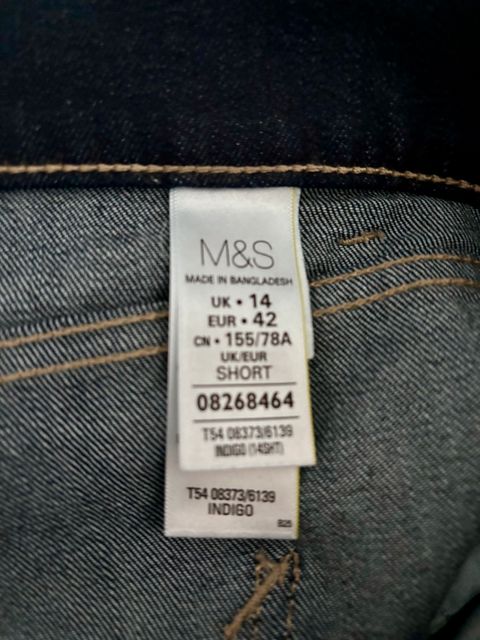 M&S
MADE IN BANGLADESH
UK • 14
EUR • 42
CN • 155/78A
UK/EUR
SHORT
08268464
T54 08373/6139
INDIGO (14SHT)
T54 08373/6139
INDIGO
B25